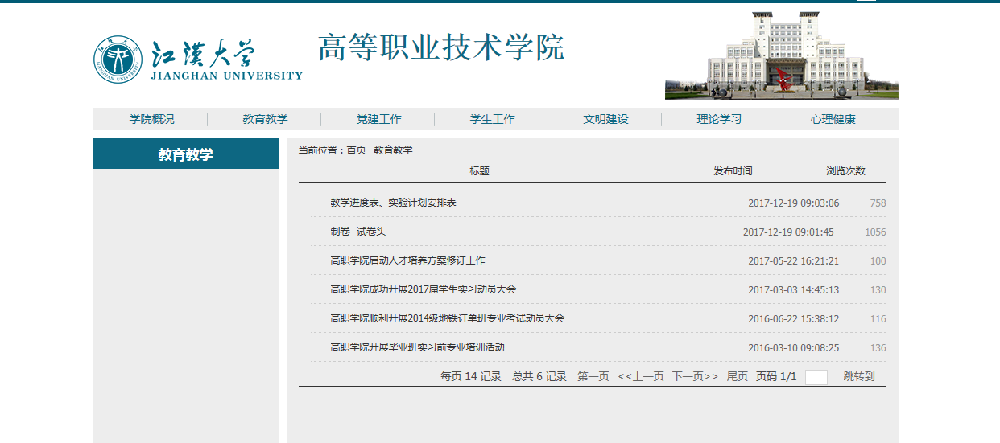 江漢大学
JIANGHAN UNIVERSITY
高等职业技术学院
学院概况 教育教学 党建工作 学生工作 文明建设 理论学习 心理健康
教育教学
当前位置：首页 | 教育教学
标题 发布时间 浏览次数
教学进度表、实验计划安排表 2017-12-19 09:03:06 758
制卷--试卷头 2017-12-19 09:01:45 1056
高职学院启动人才培养方案修订工作 2017-05-22 16:21:21 100
高职学院成功开展2017届学生实习动员大会 2017-03-03 14:45:13 130
高职学院顺利开展2014级地铁订单班专业考试动员大会 2016-06-22 15:38:12 116
高职学院开展毕业班实习前专业培训活动 2016-03-10 09:08:25 136
每页 14 记录 总共 6 记录 第一页 <<上一页 下一页>> 尾页 页码 1/1 跳转到